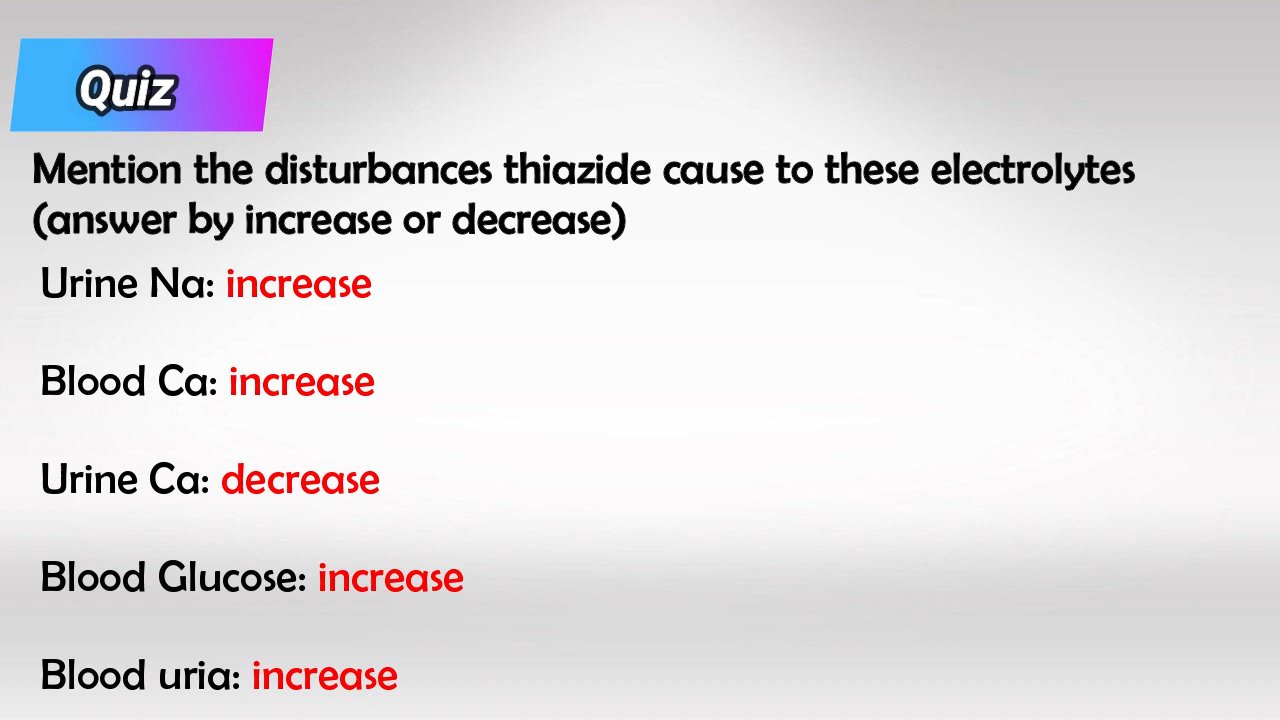 Quiz
Mention the disturbances thiazide cause to these electrolytes
(answer by increase or decrease)
Urine Na: increase
Blood Ca: increase
Urine Ca: decrease
Blood Glucose: increase
Blood uria: increase